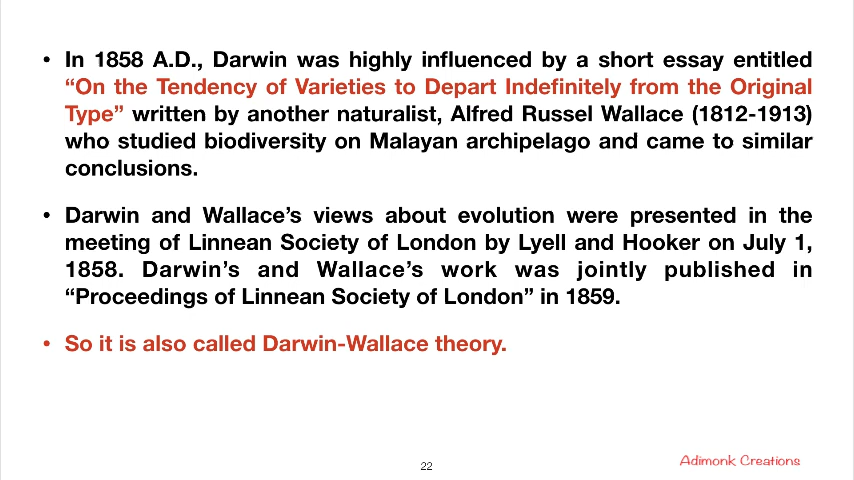 • In 1858 A.D., Darwin was highly influenced by a short essay entitled
“On the Tendency of Varieties to Depart Indefinitely from the Original
Type” written by another naturalist, Alfred Russel Wallace (1812-1913)
who studied biodiversity on Malayan archipelago and came to similar
conclusions.
• Darwin and Wallace’s views about evolution were presented in the
meeting of Linnean Society of London by Lyell and Hooker on July 1,
1858. Darwin’s and Wallace’s work was jointly published in
“Proceedings of Linnean Society of London” in 1859.
• So it is also called Darwin-Wallace theory.
22
Adimonk Creations